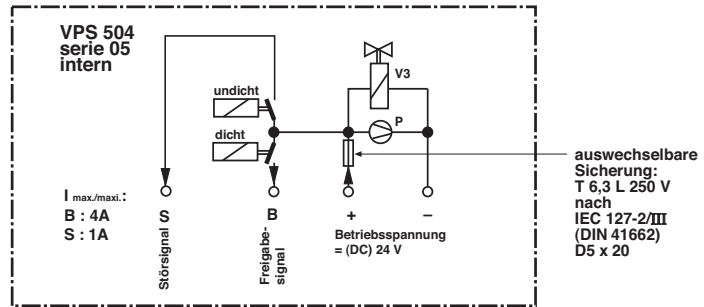 VPS 504
serie 05
intern
V3
undicht
P
dicht
auswechselbare
Sicherung:
T 6,3 L 250 V
nach
IEC 127-2/III
(DIN 41662)
D5 x 20
I max./maxi.:
B : 4A
S : 1A
S
B
+
–
Störsignal
Freigabe-
signal
Betriebsspannung
= (DC) 24 V